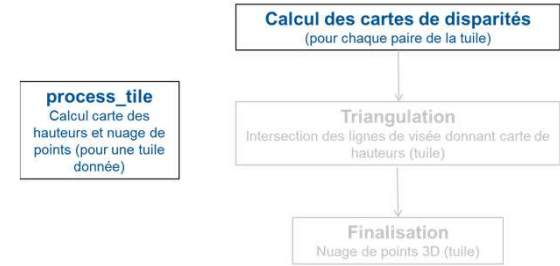 Calcul des cartes de disparités
(pour chaque paire de la tuile)
process_tile
Calcul carte des
hauteurs et nuage de
points (pour une tuile
donnée)
Triangulation
Intersection des lignes de visée donnant carte de
hauteurs (tuile)
Finalisation
Nuage de points 3D (tuile)